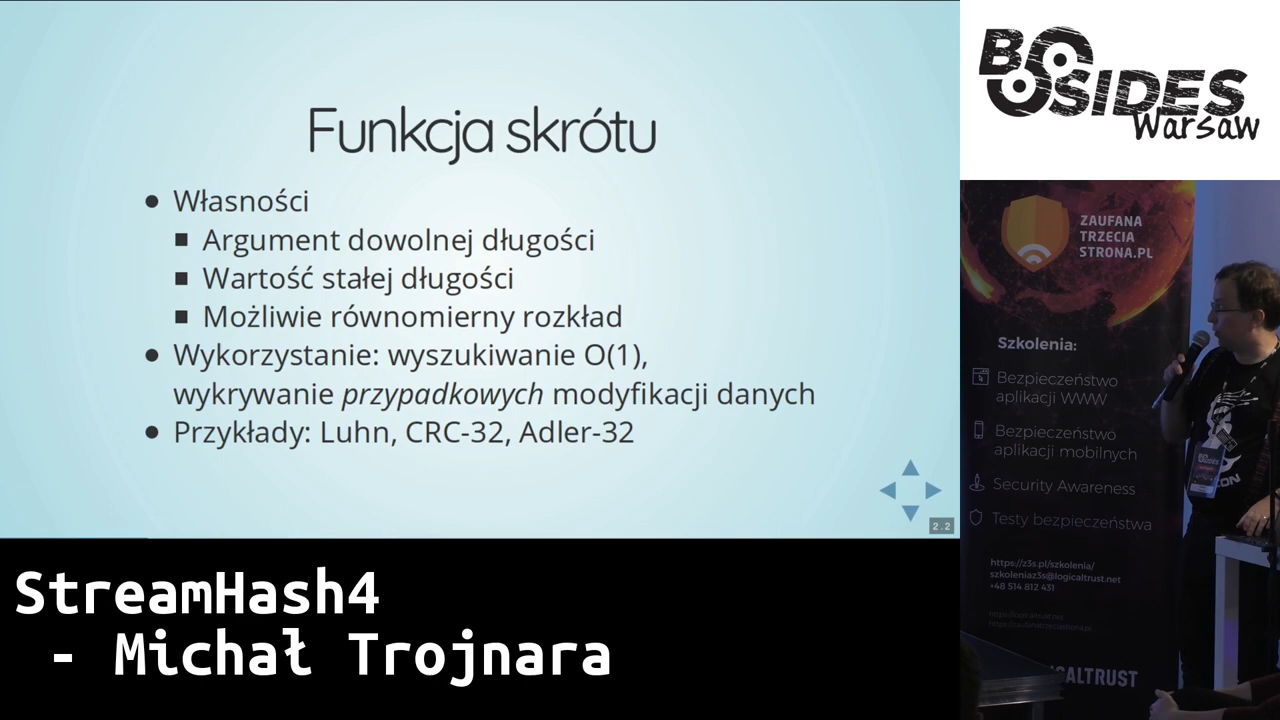 Funkcja skrótu
● Własności
■ Argument dowolnej długości
■ Wartość stałej długości
■ Możliwie równomierny rozkład
● Wykorzystanie: wyszukiwanie O(1),
wykrywanie przypadkowych modyfikacji danych
● Przykłady: Luhn, CRC-32, Adler-32
2.2
StreamHash4
- Michał Trojnara
BSIDES
Warsaw
ZAUFANA
TRZECIA
STRONA.PL
Szkolenia:
Bezpieczeństwo
aplikacji WWW
Bezpieczeństwo
aplikacji mobilnych
Security Awareness
Testy bezpieczeństwa
https://z3s.pl/szkolenia/
szkoleniaz3s@logicaltrust.net
+48 514 812 431